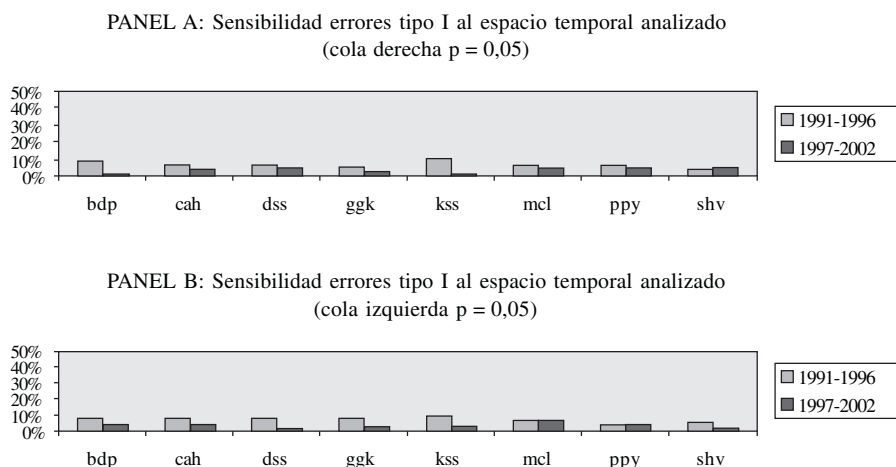 PANEL A: Sensibilidad errores tipo I al espacio temporal analizado
(cola derecha p = 0,05)
50%
40%
30%
20%
10%
0%
bdp cah dss ggk kss mcl ppy shv
1991-1996
1997-2002
PANEL B: Sensibilidad errores tipo I al espacio temporal analizado
(cola izquierda p = 0,05)
50%
40%
30%
20%
10%
0%
bdp cah dss ggk kss mcl ppy shv
1991-1996
1997-2002